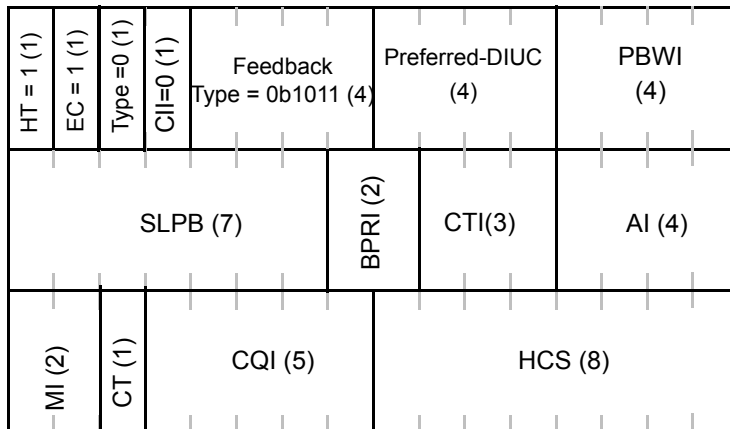 HT = 1 (1)
EC = 1 (1)
Type =0 (1)
CII=0 (1)
Feedback
Type = 0b1011 (4)
Preferred-DIUC
(4)
PBWI
(4)
SLPB (7)
BPRI (2)
CTI(3)
AI (4)
MI (2)
CT (1)
CQI (5)
HCS (8)